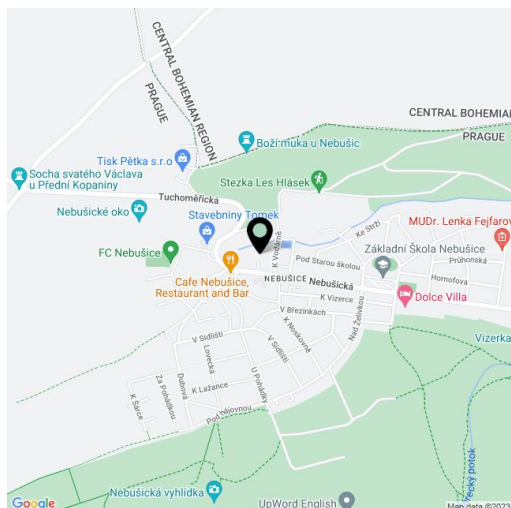 CENTRAL BOHEMIAN REGION
PRAGUE
CENTRAL BOHEMIAN
PRAGUE
Boží muka u Nebušic
Tisk Pětka s.r.o
Socha svatého Václava
u Přední Kopaniny
Stezka Les Hlásek
Tuchoměřická
Nebušické oko
Stavebniny Tomek
Ke Strži
MUDr. Lenka Fejfarov
FC Nebušice
K Vodárně
Základní Škola Nebušice
Pod Starou školou
Průhonská
Cafe Nebušice,
Restaurant and Bar
NEBUŠICE
Nebušická
Hornofova
K Vizerce
Dolce Villa
V Březinkách
Nad Želivkou
V Sídlišti
K Noskovně
Vizerka
Lovecká
V Sídlišti
Dubová
K Lažance
U Pohádky
Za Pohádkou
K Šárce
Pod Hájovnou
Nebušická vyhlídka
UpWord English
Google
Map data ©2023